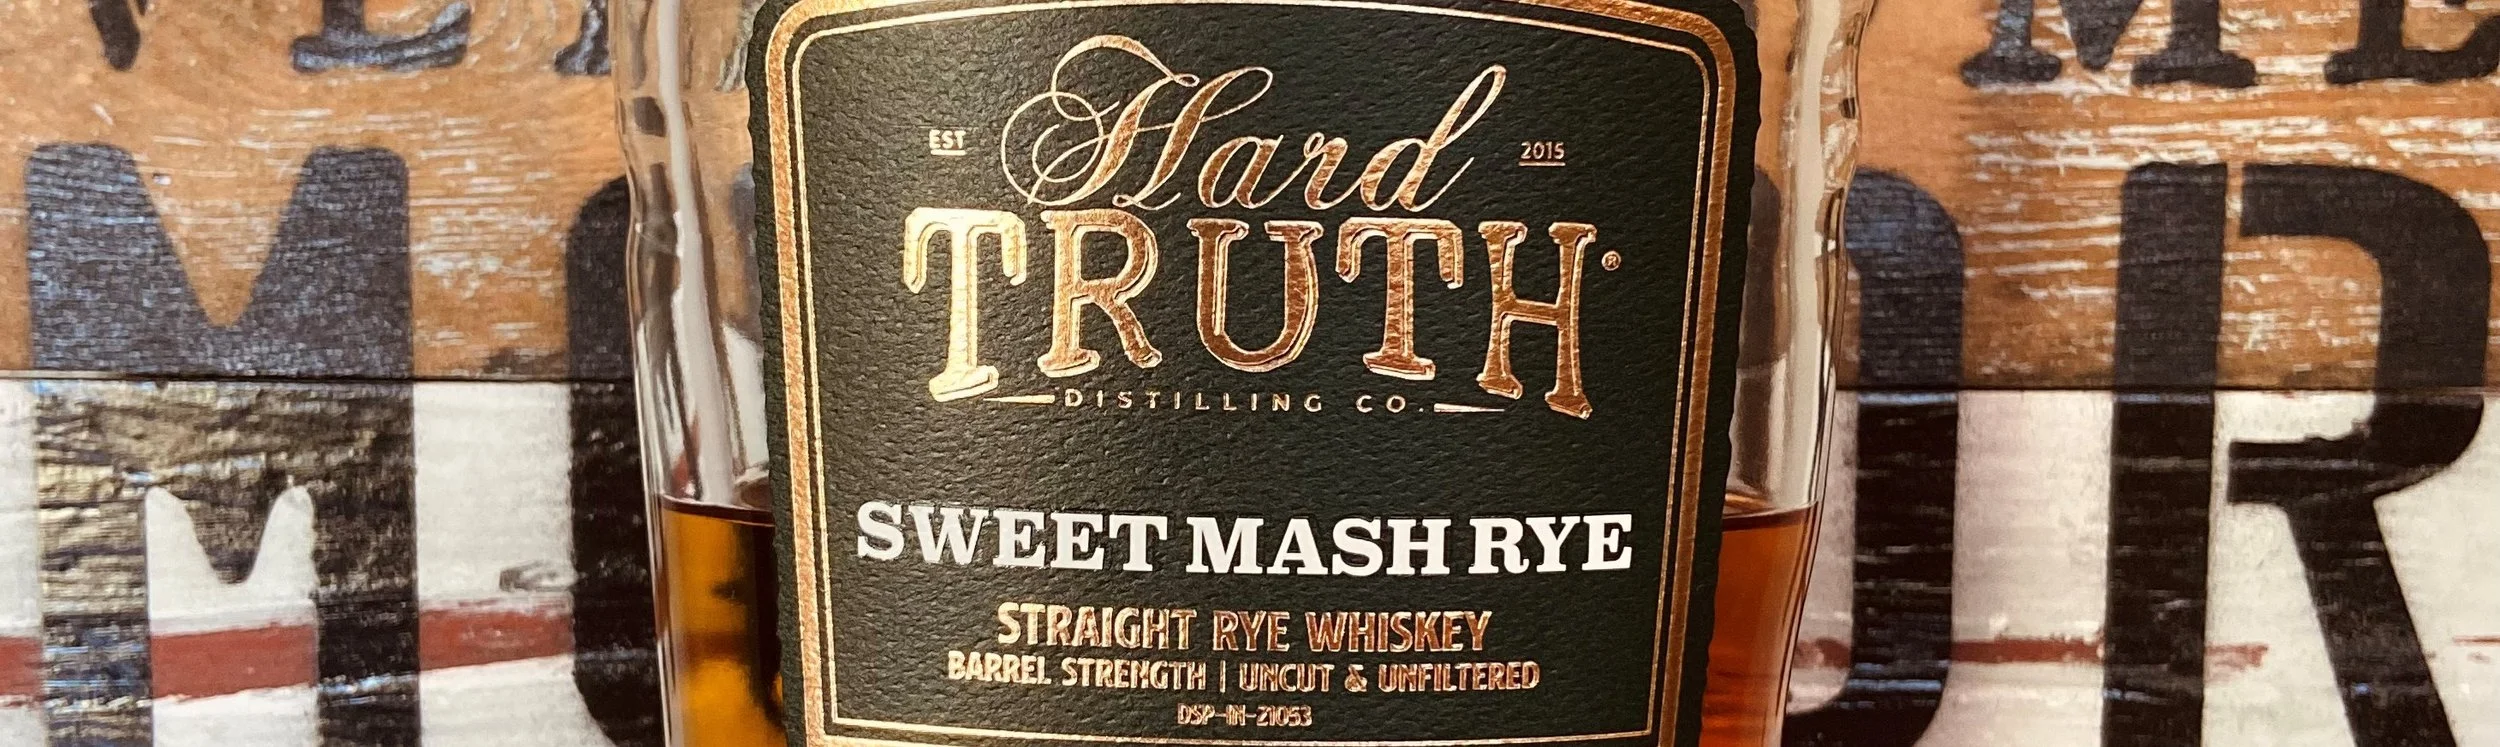 Hard
EST 2015
TRUTH®
DISTILLING CO.
SWEET MASH RYE
STRAIGHT RYE WHISKEY
BARREL STRENGTH | UNCUT & UNFILTERED
DSP-IN-21053